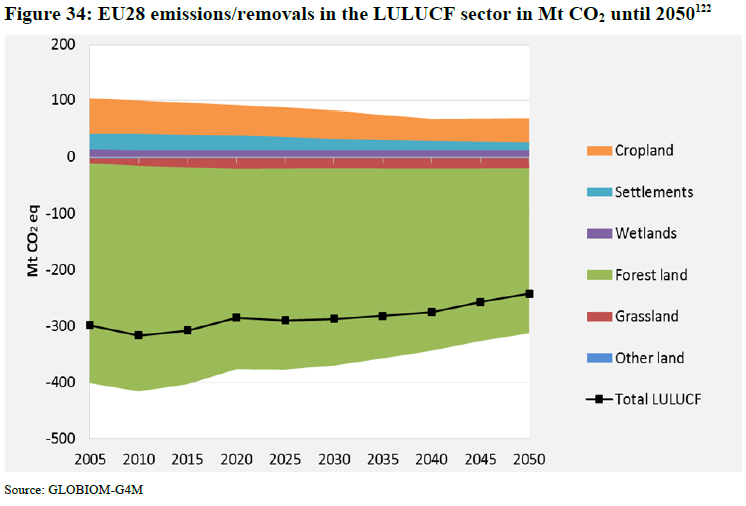 Figure 34: EU28 emissions/removals in the LULUCF sector in Mt CO₂ until 2050¹²²
200
100
0
-100
-200
-300
-400
-500
Mt CO₂ eq
2005 2010 2015 2020 2025 2030 2035 2040 2045 2050
Cropland
Settlements
Wetlands
Forest land
Grassland
Other land
Total LULUCF
Source: GLOBIOM-G4M